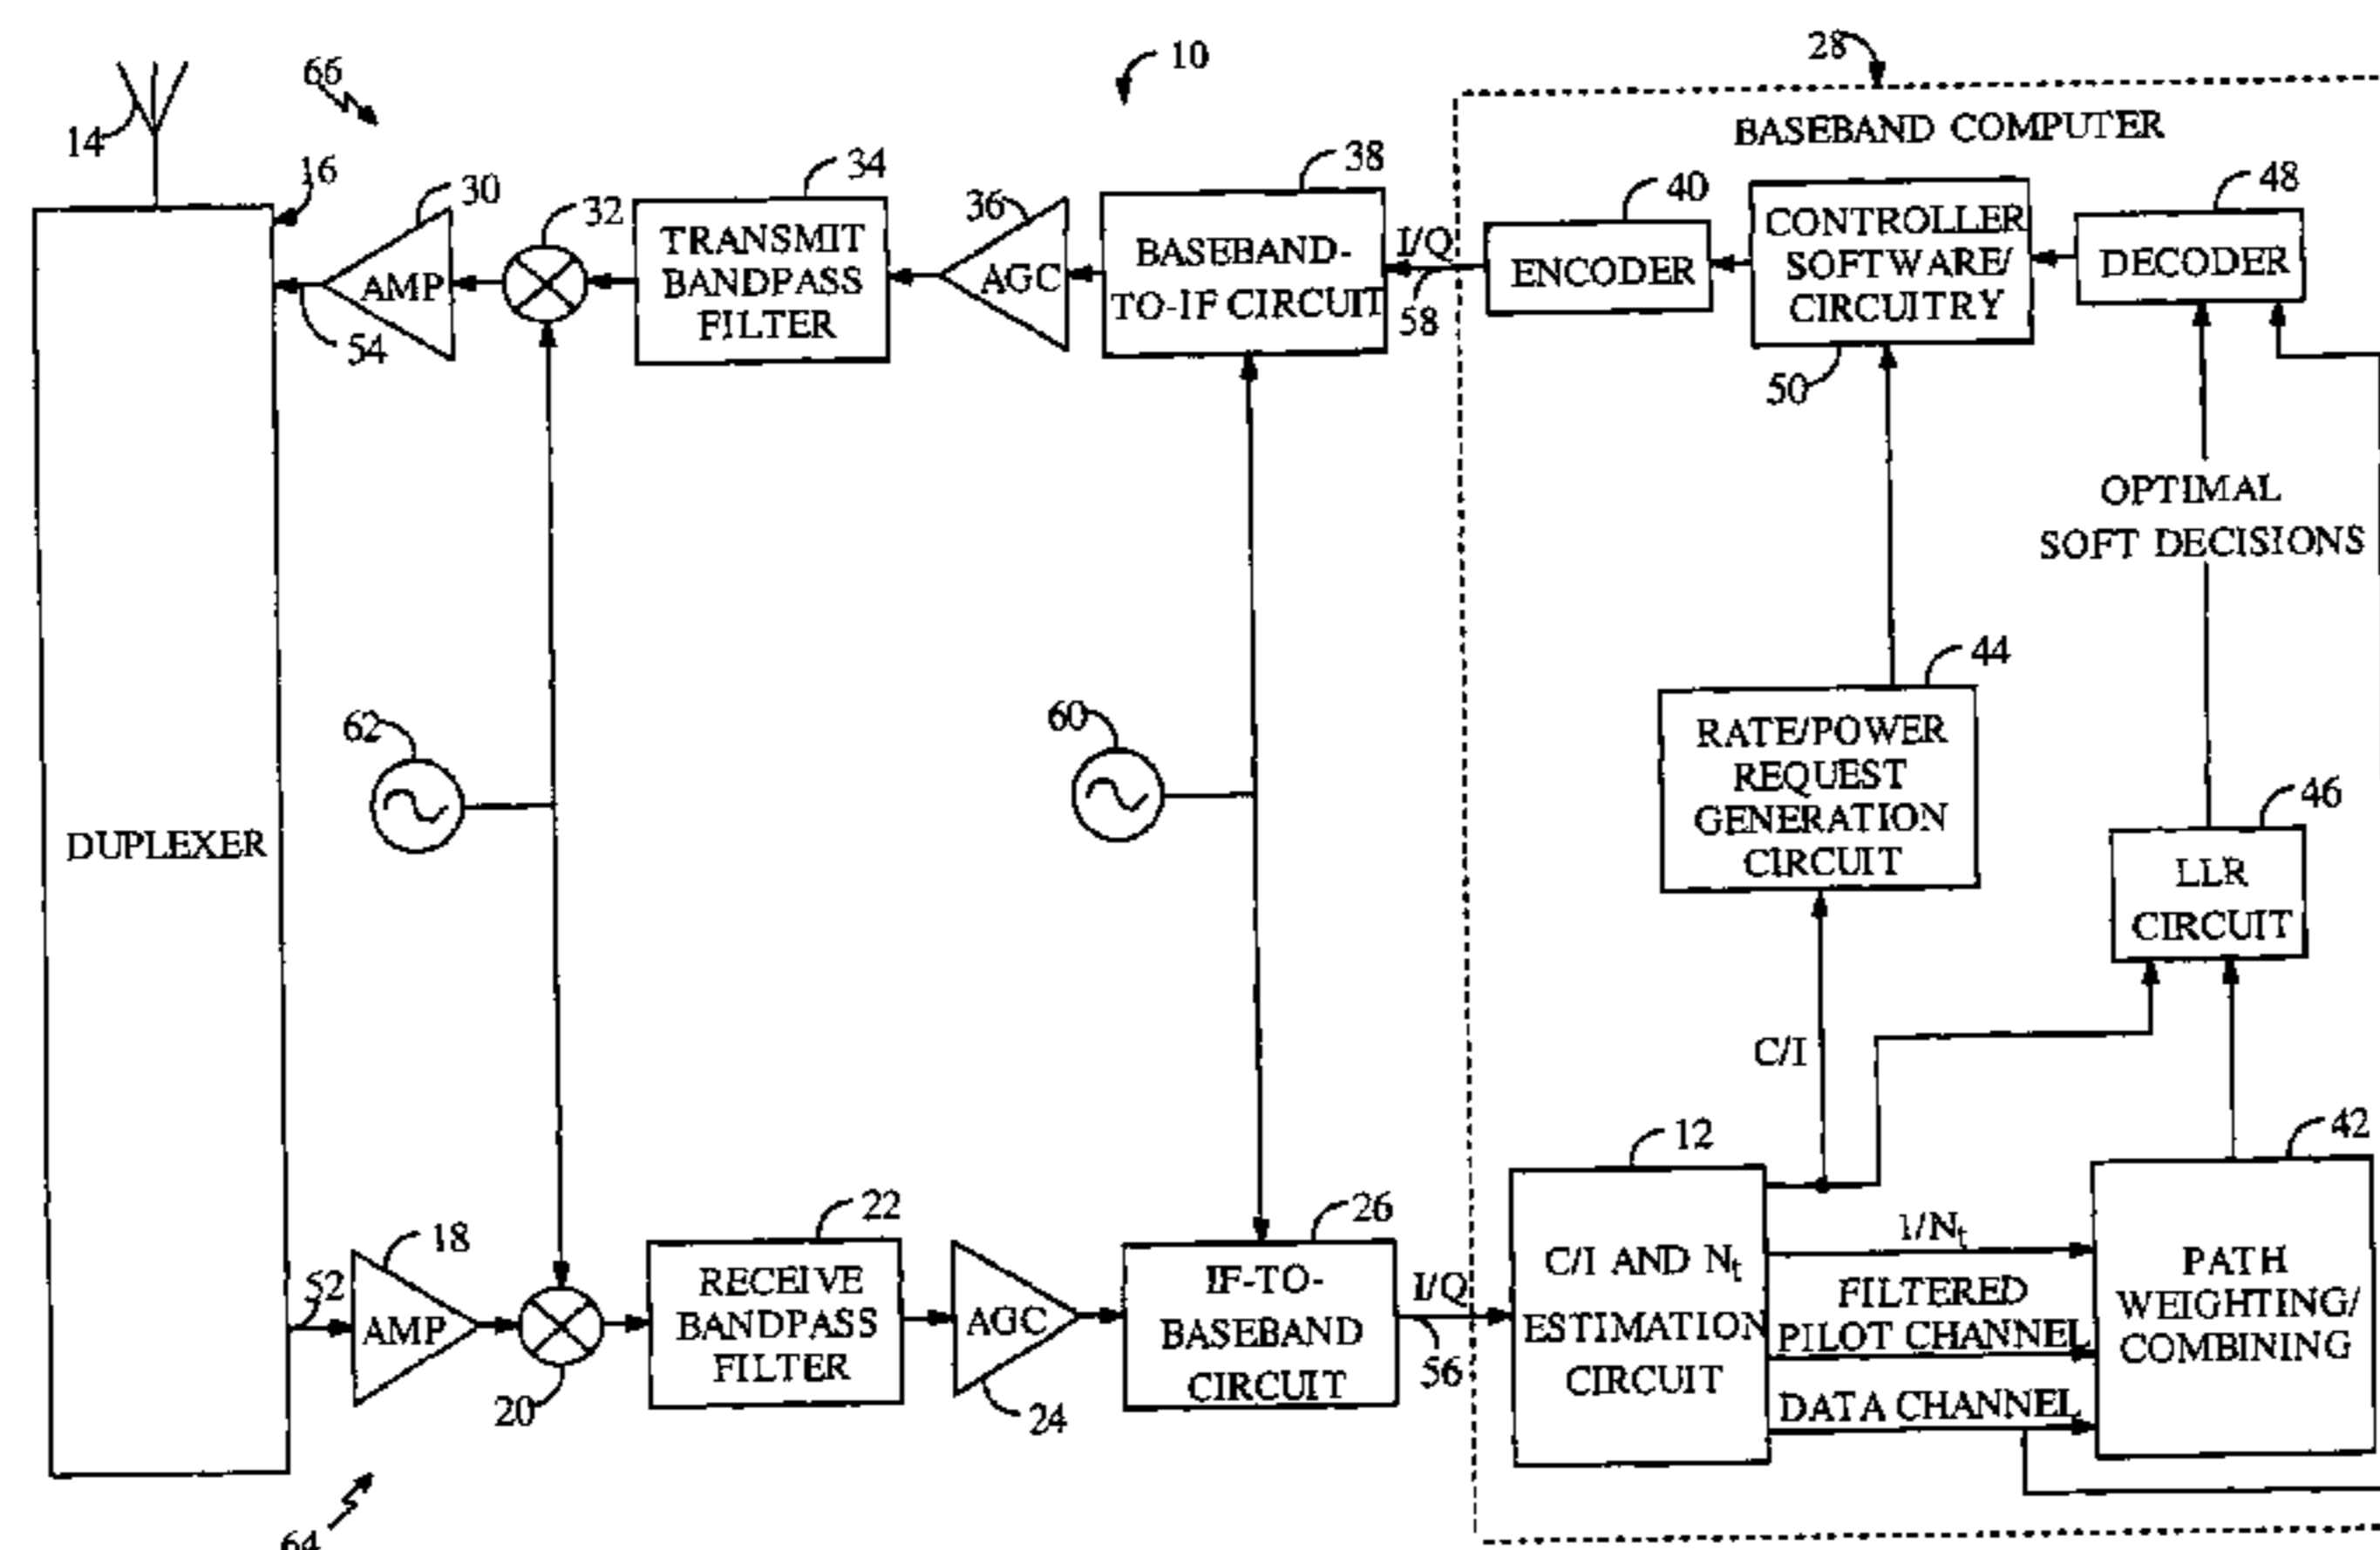 10
28
66
BASEBAND COMPUTER
14
16
30
32
34
36
38
40
48
TRANSMIT
BANDPASS
FILTER
AMP
AGC
BASEBAND-
TO-IF CIRCUIT
I/Q
58
ENCODER
CONTROLLER
SOFTWARE/
CIRCUITRY
DECODER
54
50
OPTIMAL
SOFT DECISIONS
44
62
60
RATE/POWER
REQUEST
GENERATION
CIRCUIT
46
DUPLEXER
LLR
CIRCUIT
C/I
12
42
18
22
26
52
AMP
20
RECEIVE
BANDPASS
FILTER
AGC
24
IF-TO-
BASEBAND
CIRCUIT
I/Q
56
C/I AND Nt
ESTIMATION
CIRCUIT
1/Nt
FILTERED
PILOT CHANNEL
DATA CHANNEL
PATH
WEIGHTING/
COMBINING
64